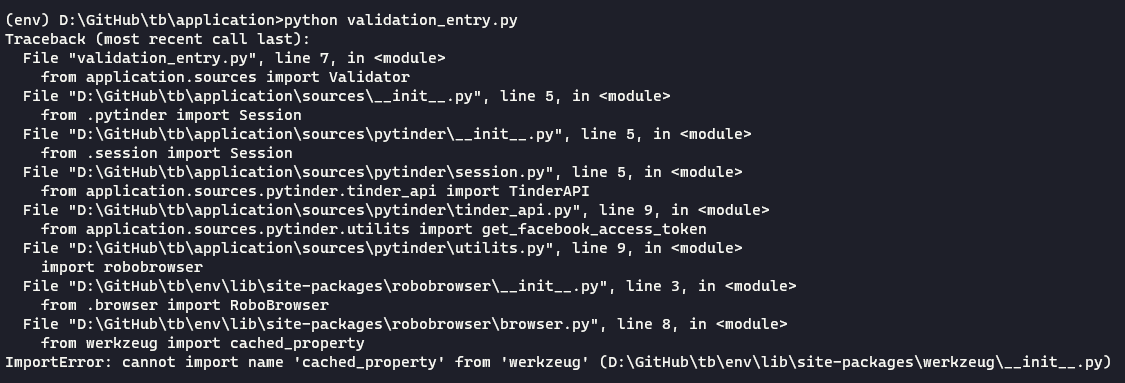 (env) D:\GitHub\tb\application>python validation_entry.py
Traceback (most recent call last):
  File "validation_entry.py", line 7, in <module>
    from application.sources import Validator
  File "D:\GitHub\tb\application\sources\__init__.py", line 5, in <module>
    from .pytinder import Session
  File "D:\GitHub\tb\application\sources\pytinder\__init__.py", line 5, in <module>
    from .session import Session
  File "D:\GitHub\tb\application\sources\pytinder\session.py", line 5, in <module>
    from application.sources.pytinder.tinder_api import TinderAPI
  File "D:\GitHub\tb\application\sources\pytinder\tinder_api.py", line 9, in <module>
    from application.sources.pytinder.utilits import get_facebook_access_token
  File "D:\GitHub\tb\application\sources\pytinder\utilits.py", line 9, in <module>
    import robobrowser
  File "D:\GitHub\tb\env\lib\site-packages\robobrowser\__init__.py", line 3, in <module>
    from .browser import RoboBrowser
  File "D:\GitHub\tb\env\lib\site-packages\robobrowser\browser.py", line 8, in <module>
    from werkzeug import cached_property
ImportError: cannot import name 'cached_property' from 'werkzeug' (D:\GitHub\tb\env\lib\site-packages\werkzeug\__init__.py)